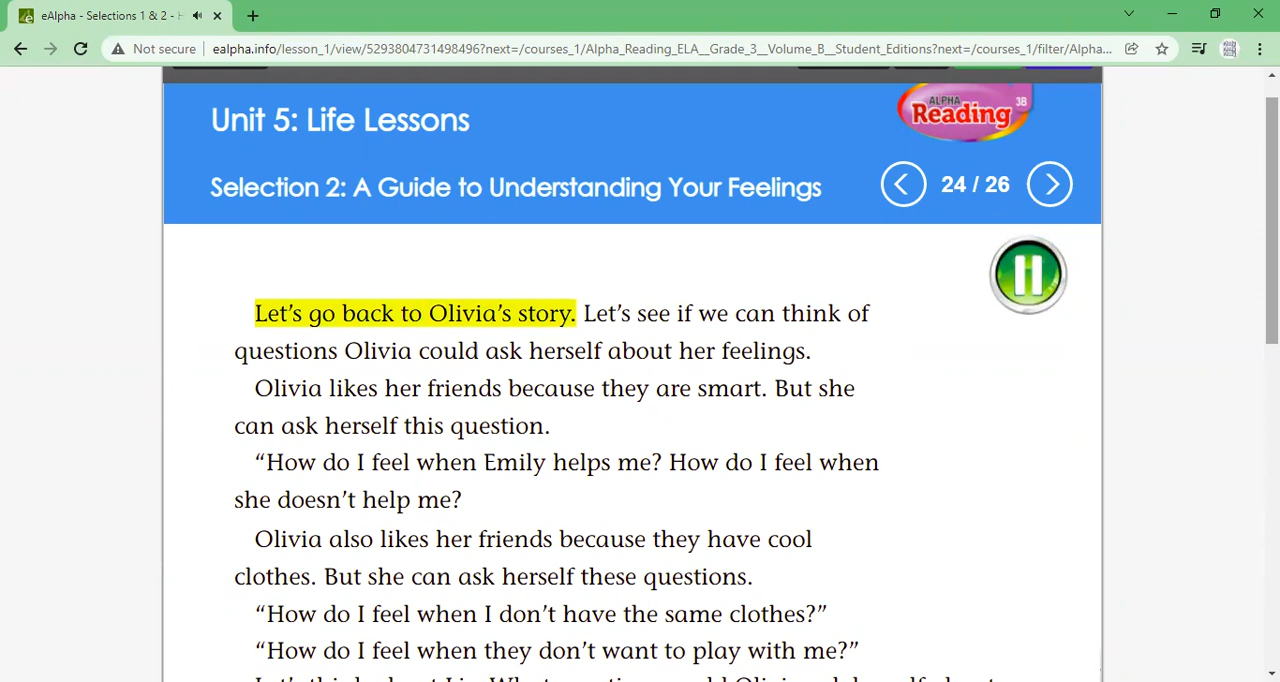 eAlpha - Selections 1 & 2 -
Not secure
ealpha.info/lesson_1/view/5293804731498496?next=/courses_1/Alpha_Reading_ELA__Grade_3__Volume_B__Student_Editions?next=/courses_1/filter/Alpha...
Unit 5: Life Lessons
ALPHA 3B
Reading
Selection 2: A Guide to Understanding Your Feelings
24 / 26
Let's go back to Olivia's story. Let's see if we can think of
questions Olivia could ask herself about her feelings.
Olivia likes her friends because they are smart. But she
can ask herself this question.
“How do I feel when Emily helps me? How do I feel when
she doesn't help me?
Olivia also likes her friends because they have cool
clothes. But she can ask herself these questions.
“How do I feel when I don't have the same clothes?”
“How do I feel when they don't want to play with me?”